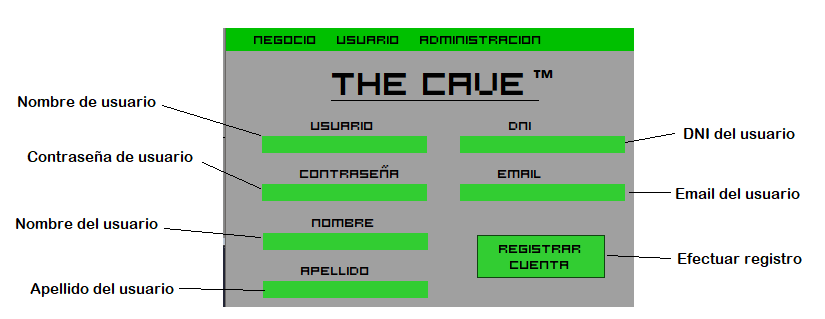 NEGOCIO USUARIO ADMINISTRACION
THE CAVE ™
Nombre de usuario
USUARIO
DNI
DNI del usuario
Contraseña de usuario
CONTRASEÑA
EMAIL
Email del usuario
Nombre del usuario
NOMBRE
REGISTRAR
CUENTA
Efectuar registro
APELLIDO
Apellido del usuario